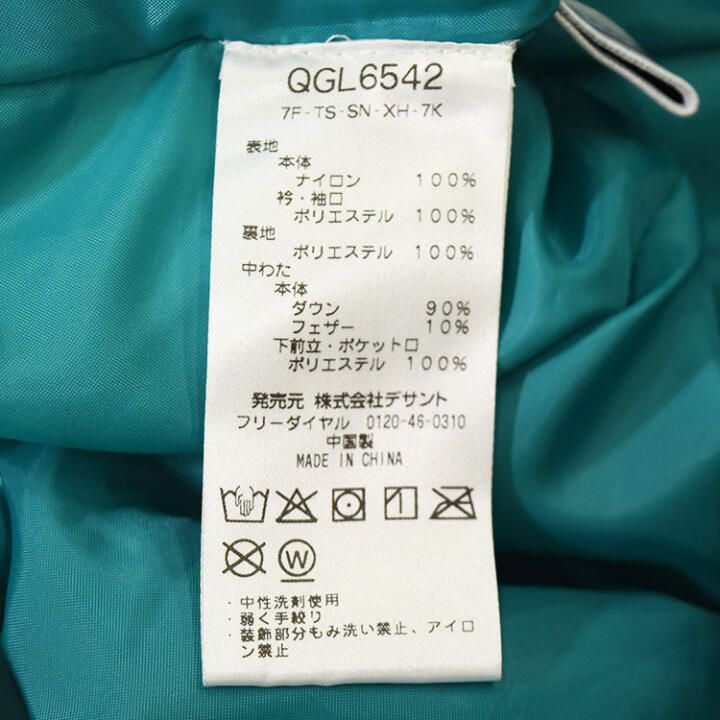 QGL6542
7F-TS-SN-XH-7K
表地
本体
ナイロン 100%
衿・袖口
ポリエステル 100%
裏地
ポリエステル 100%
中わた
本体
ダウン 90%
フェザー 10%
下前立・ポケット口
ポリエステル 100%
発売元 株式会社デサント
フリーダイヤル 0120-46-0310
中国製
MADE IN CHINA
W
・中性洗剤使用
・弱く手絞り
・装飾部分もみ洗い禁止、アイロ
ン禁止